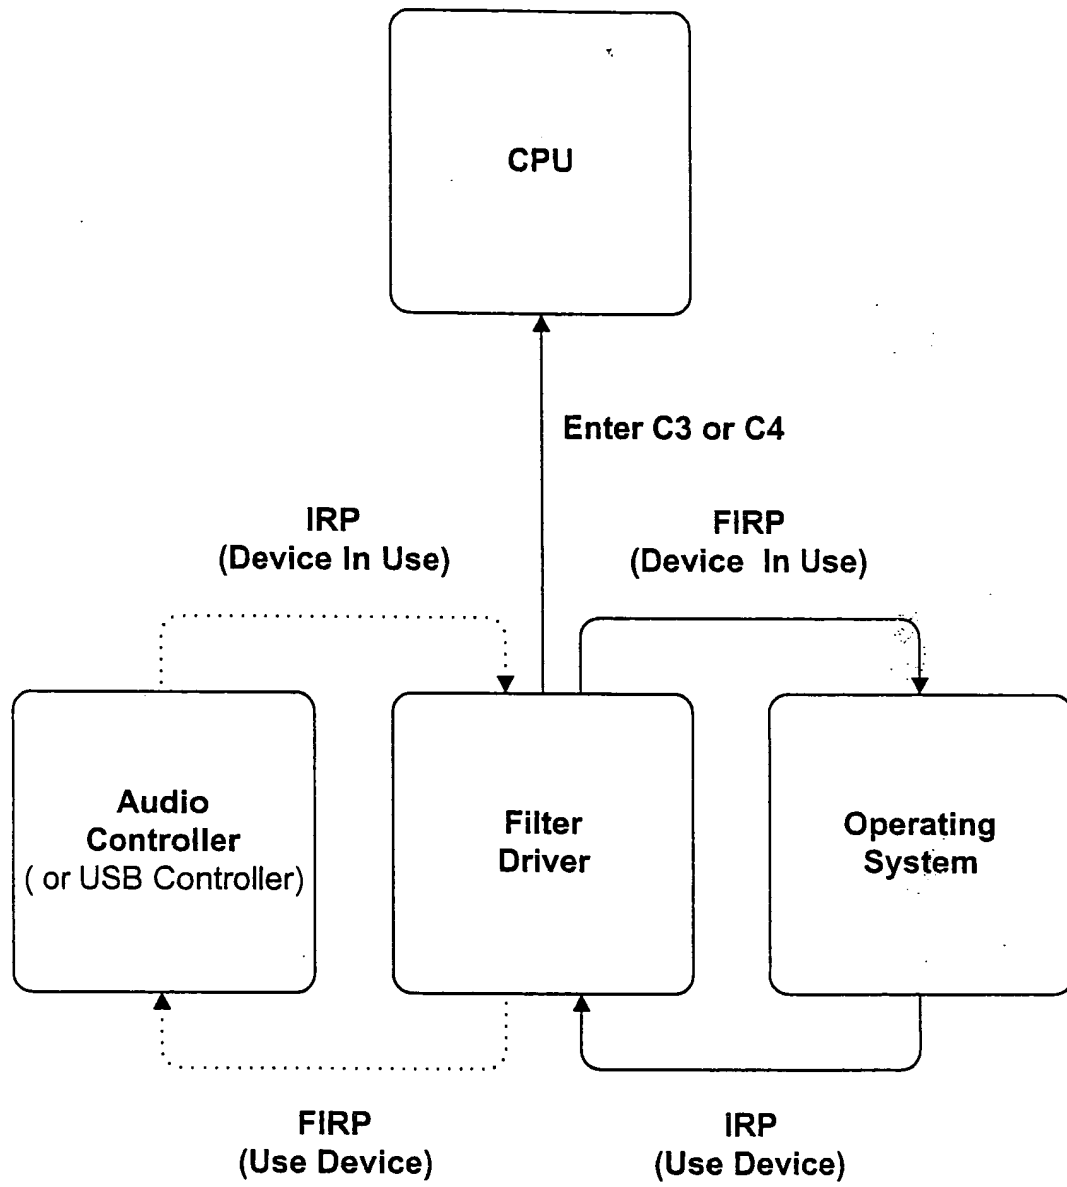 CPU
Enter C3 or C4
IRP
(Device In Use)
FIRP
(Device In Use)
Audio
Controller
( or USB Controller)
Filter
Driver
Operating
System
FIRP
(Use Device)
IRP
(Use Device)